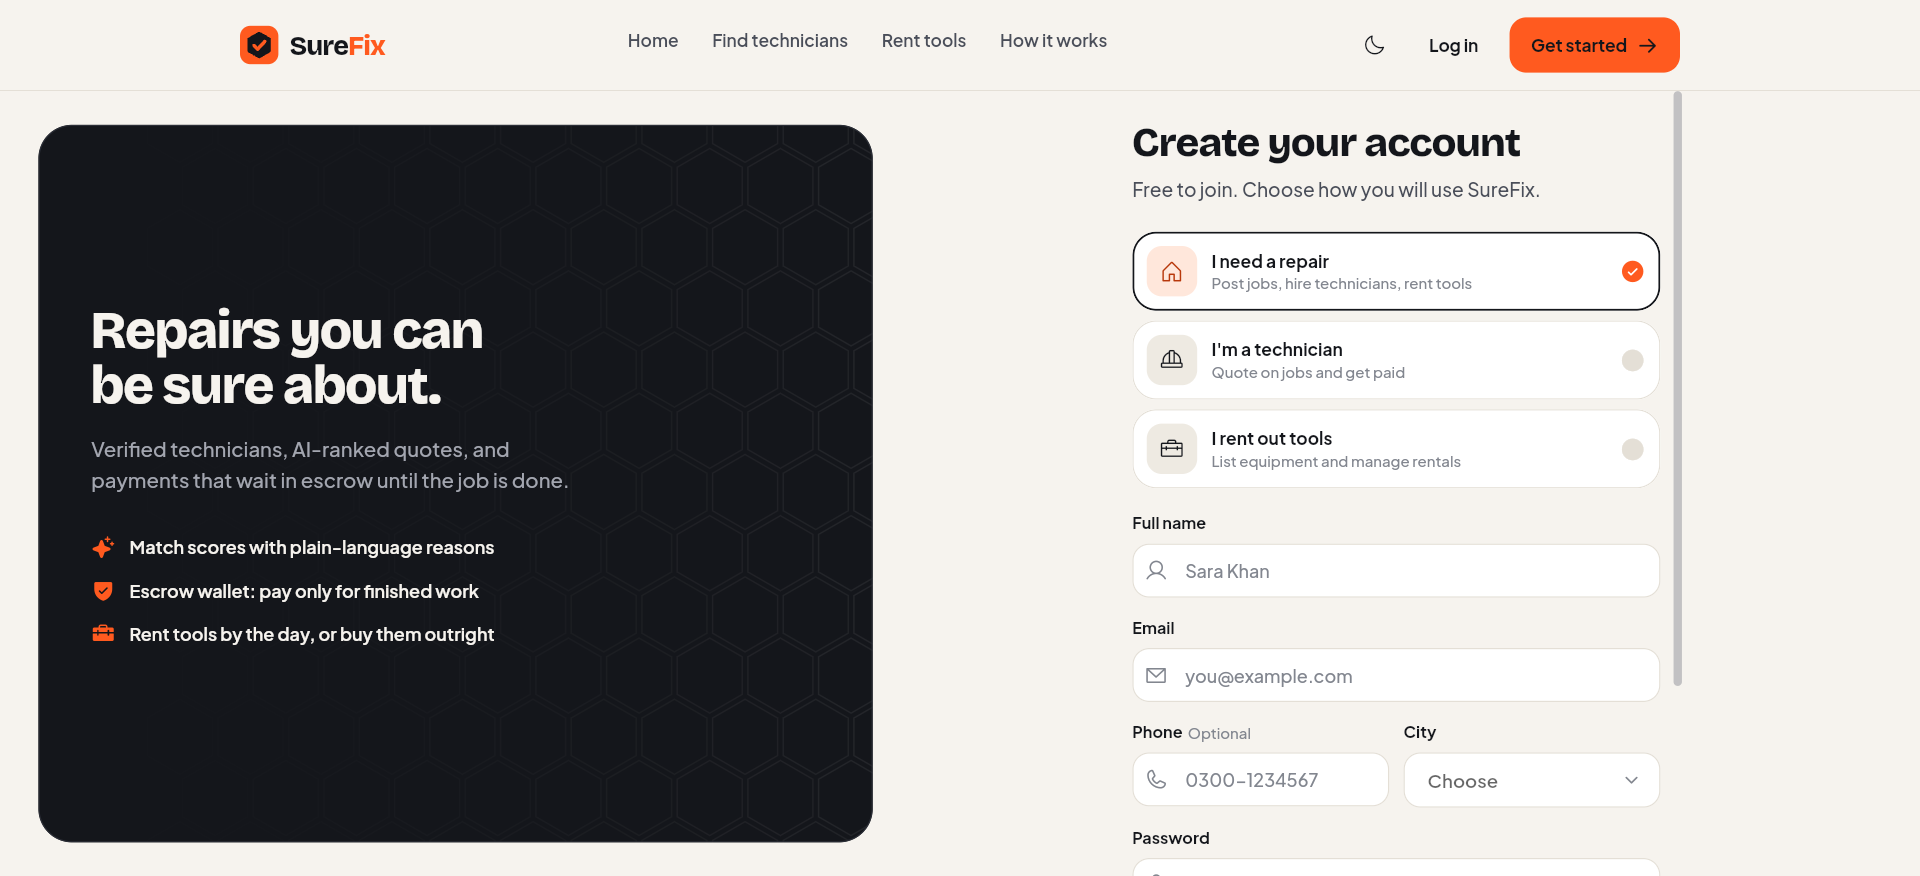 SureFix
Home
Find technicians
Rent tools
How it works
Log in
Get started
Repairs you can
be sure about.
Verified technicians, AI-ranked quotes, and
payments that wait in escrow until the job is done.
Match scores with plain-language reasons
Escrow wallet: pay only for finished work
Rent tools by the day, or buy them outright
Create your account
Free to join. Choose how you will use SureFix.
I need a repair
Post jobs, hire technicians, rent tools
I'm a technician
Quote on jobs and get paid
I rent out tools
List equipment and manage rentals
Full name
Sara Khan
Email
you@example.com
Phone Optional
City
0300-1234567
Choose
Password